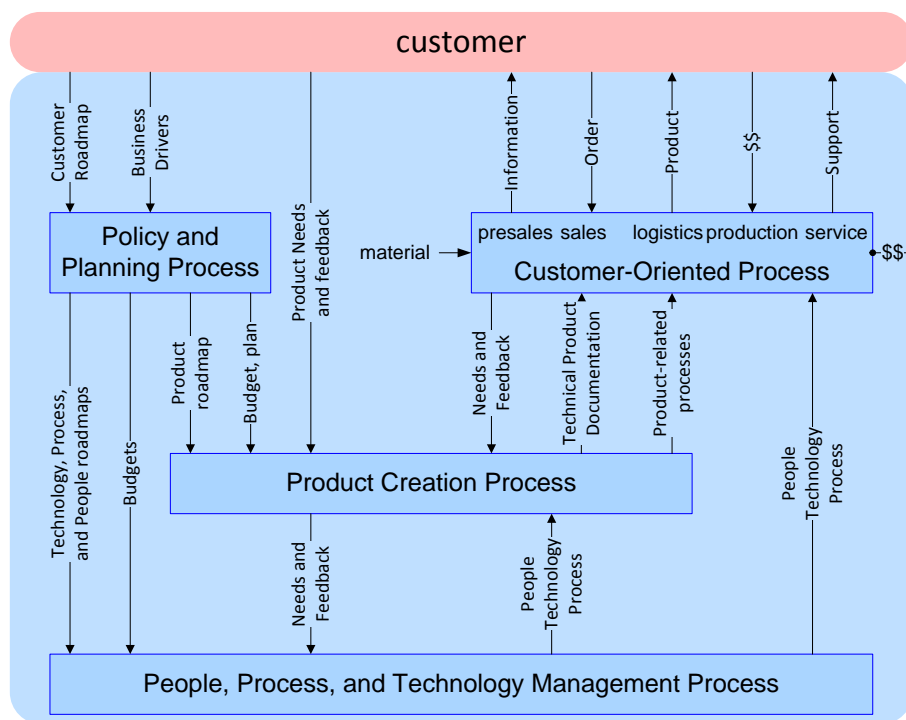 customer
Customer
Roadmap
Business
Drivers
Product Needs
and feedback
Information
Order
Product
$$
Support
Policy and
Planning Process
material
presales sales logistics production service
Customer-Oriented Process
$$
Technology, Process,
and People roadmaps
Budgets
Product
roadmap
Budget, plan
Needs and
Feedback
Technical Product
Documentation
Product-related
processes
People
Technology
Process
Product Creation Process
Needs and
Feedback
People
Technology
Process
People, Process, and Technology Management Process